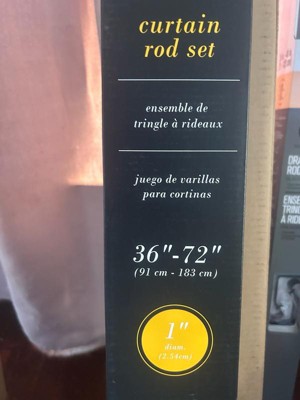 curtain
rod set
ensemble de
tringle à rideaux
juego de varillas
para cortinas
36"-72"
(91 cm - 183 cm)
1"
diam.
(2.54cm)